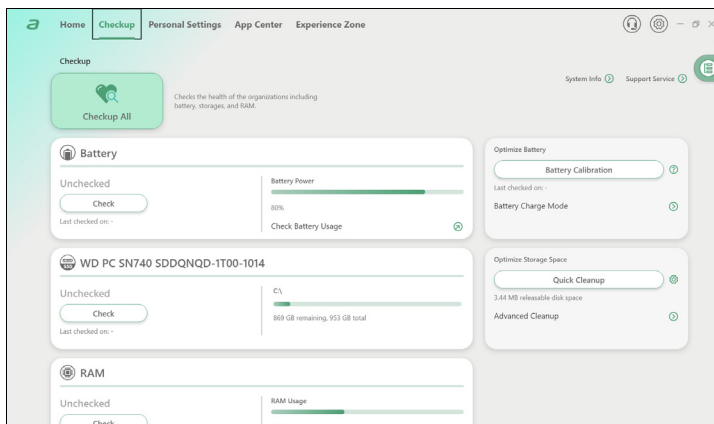 a
Home Checkup Personal Settings App Center Experience Zone
Checkup
System Info Support Service
Checkup All
Checks the health of the organizations including
battery, storages, and RAM.
Battery
Unchecked
Check
Last checked on: -
Battery Power
80%
Check Battery Usage
Optimize Battery
Battery Calibration
Last checked on: -
Battery Charge Mode
WD PC SN740 SDDQNQD-1T00-1014
Unchecked
Check
Last checked on: -
C:\
869 GB remaining, 953 GB total
Optimize Storage Space
Quick Cleanup
3.44 MB releasable disk space
Advanced Cleanup
RAM
Unchecked
Check
RAM Usage